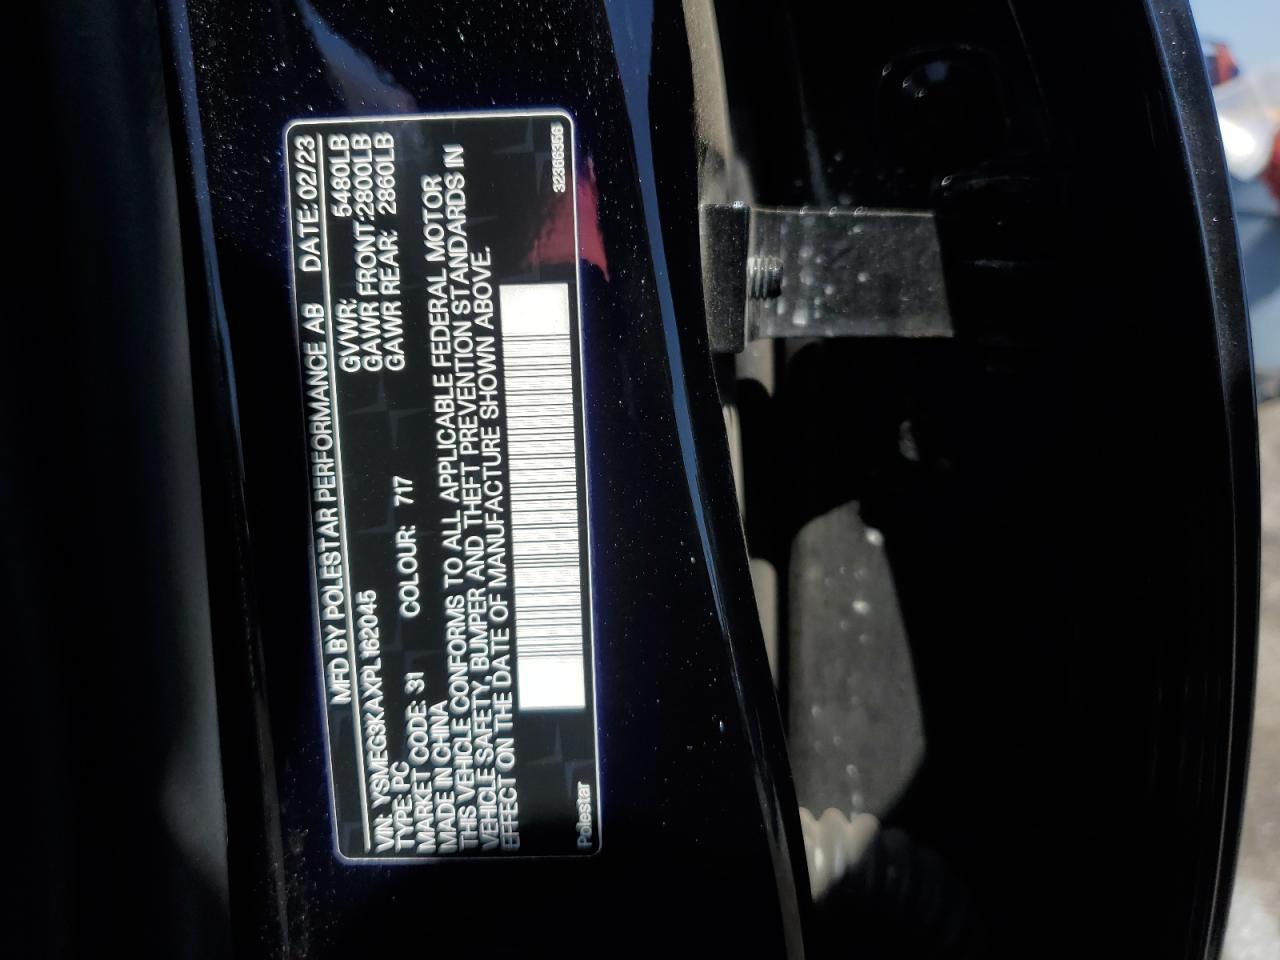 MFD BY POLESTAR PERFORMANCE AB DATE: 02/23
GVWR: 5480LB
GAWR FRONT: 2800LB
VIN: YSMEG3KAXPL162045 GAWR REAR: 2860LB
TYPE: PC COLOUR: 717
MARKET CODE: 31
MADE IN CHINA
THIS VEHICLE CONFORMS TO ALL APPLICABLE FEDERAL MOTOR
VEHICLE SAFETY, BUMPER AND THEFT PREVENTION STANDARDS IN
EFFECT ON THE DATE OF MANUFACTURE SHOWN ABOVE.
Polestar 32366356